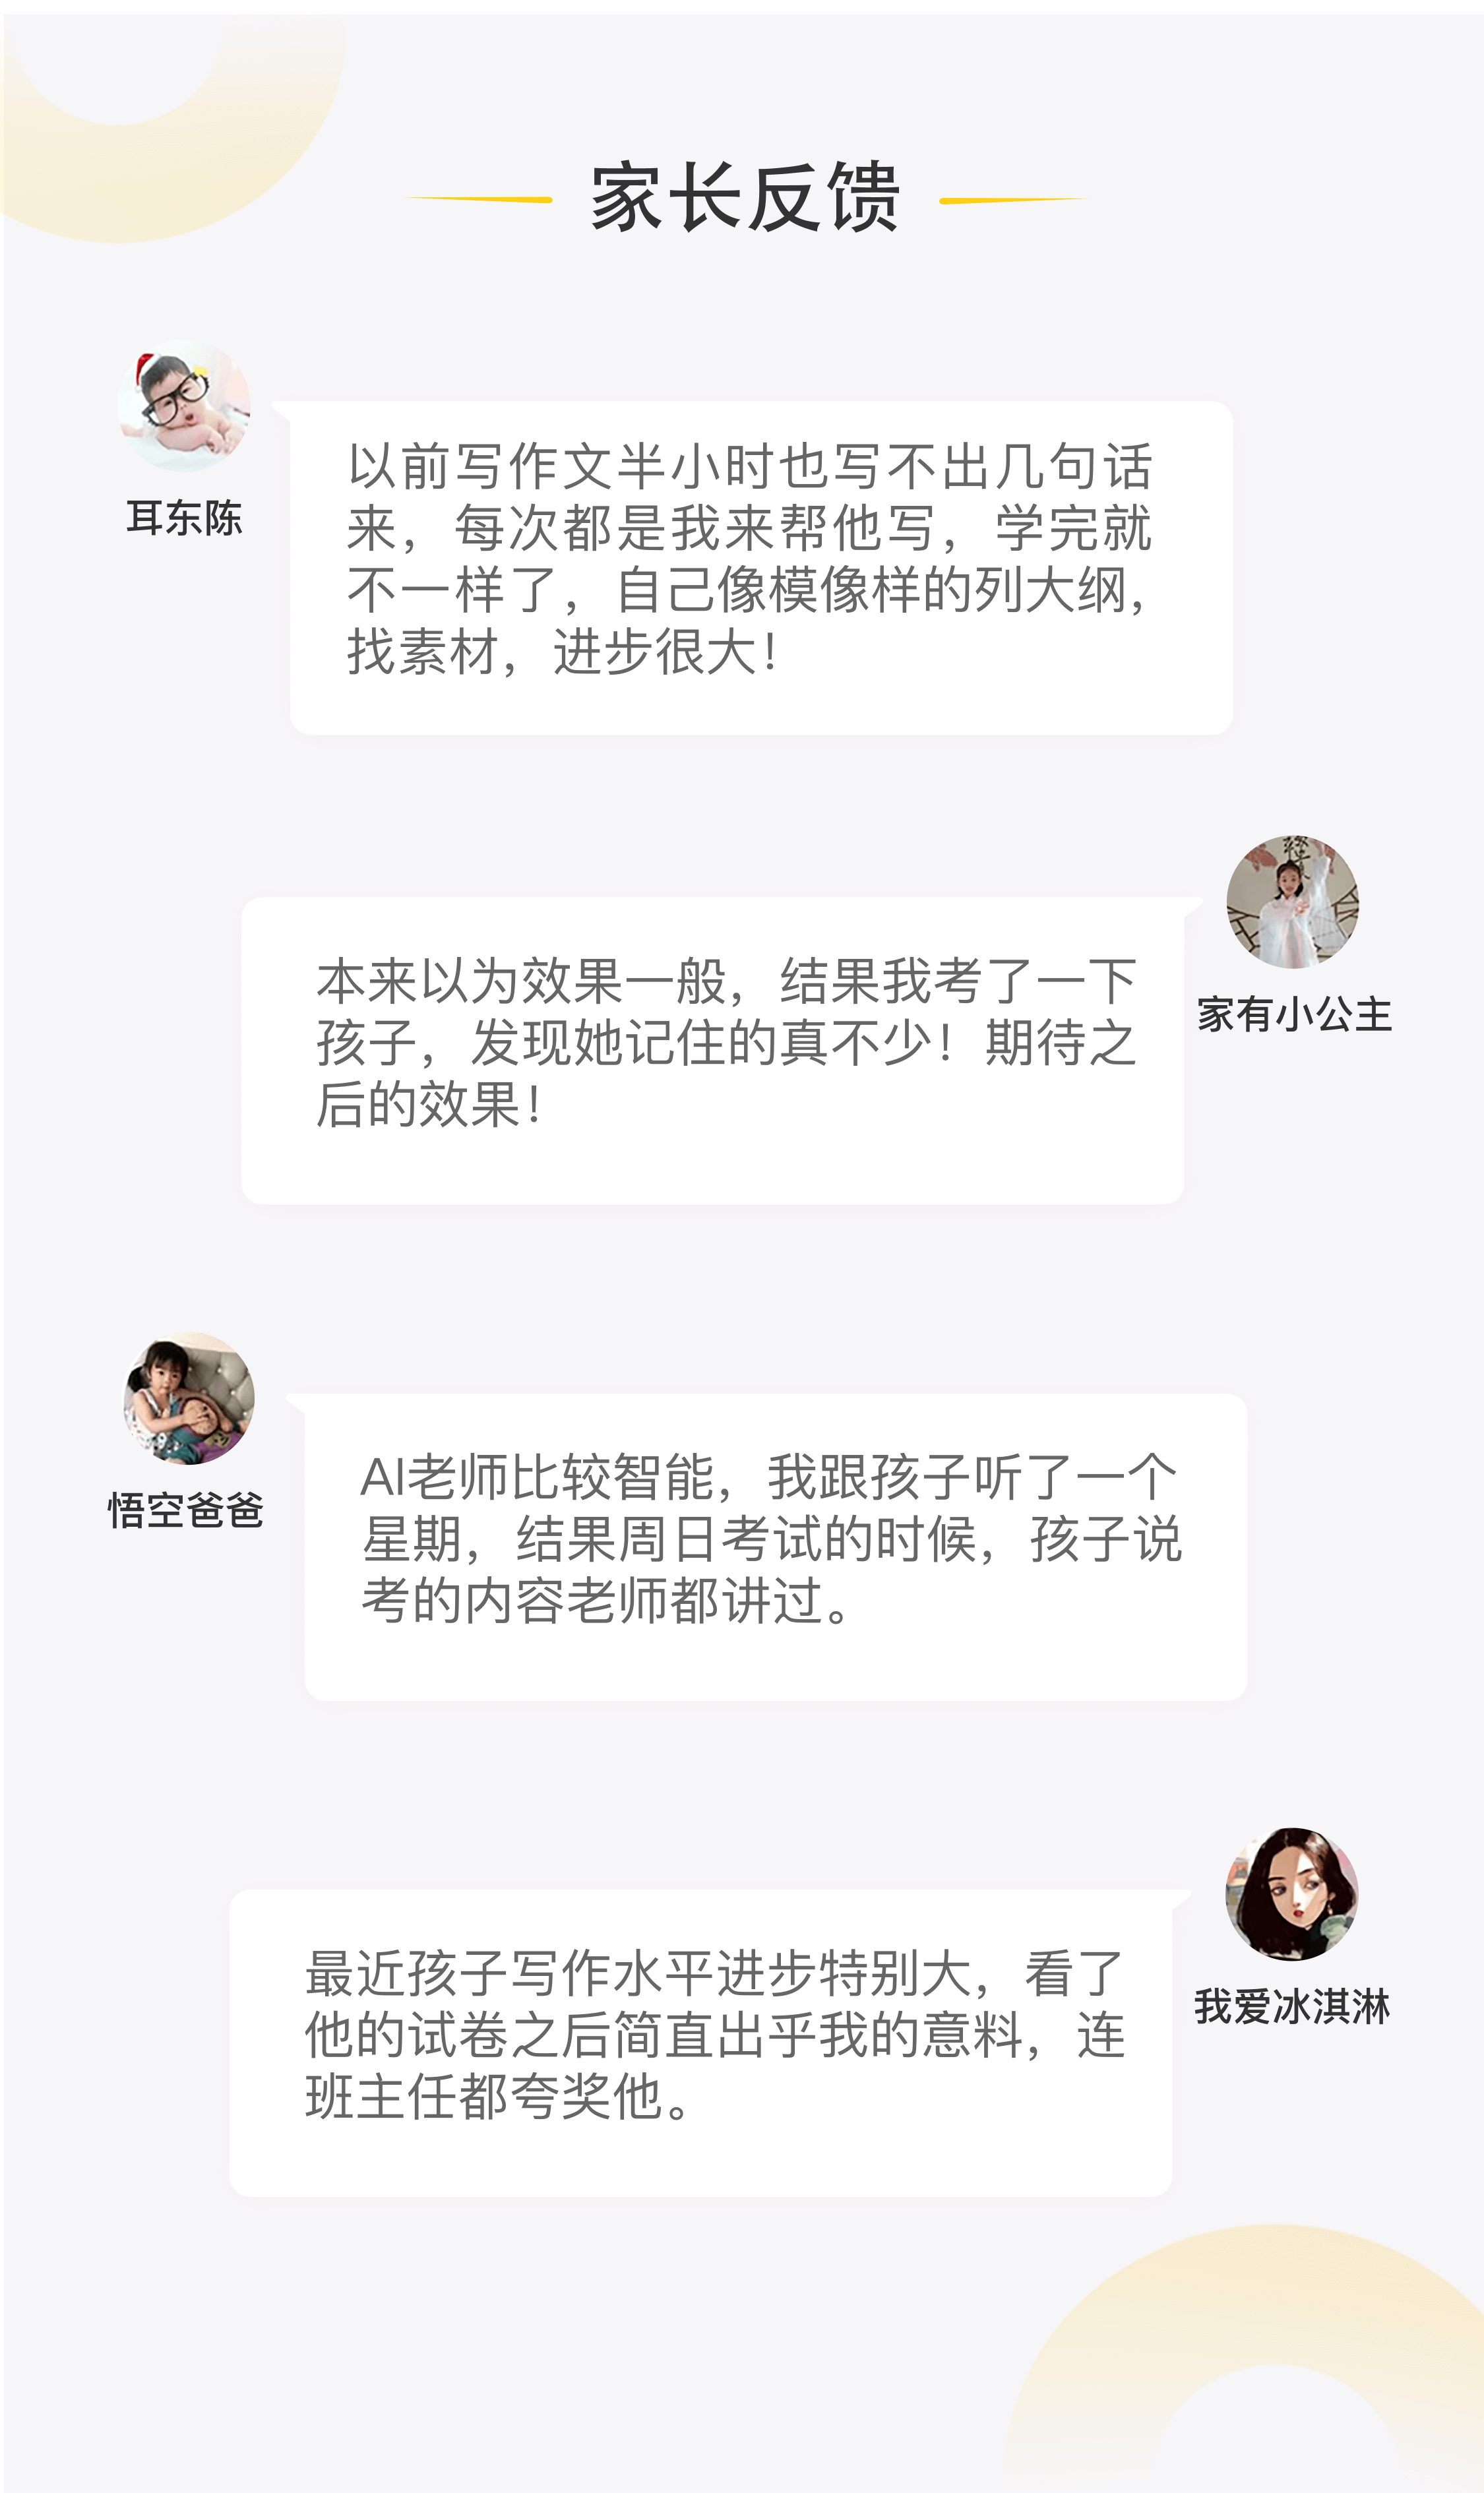 家长反馈
耳东陈
以前写作文半小时也写不出几句话
来，每次都是我来帮他写，学完就
不一样了，自己像模像样的列大纲，
找素材，进步很大！
家有小公主
本来以为效果一般，结果我考了一下
孩子，发现她记住的真不少！期待之
后的效果！
悟空爸爸
AI老师比较智能，我跟孩子听了一个
星期，结果周日考试的时候，孩子说
考的内容老师都讲过。
我爱冰淇淋
最近孩子写作水平进步特别大，看了
他的试卷之后简直出乎我的意料，连
班主任都夸奖他。